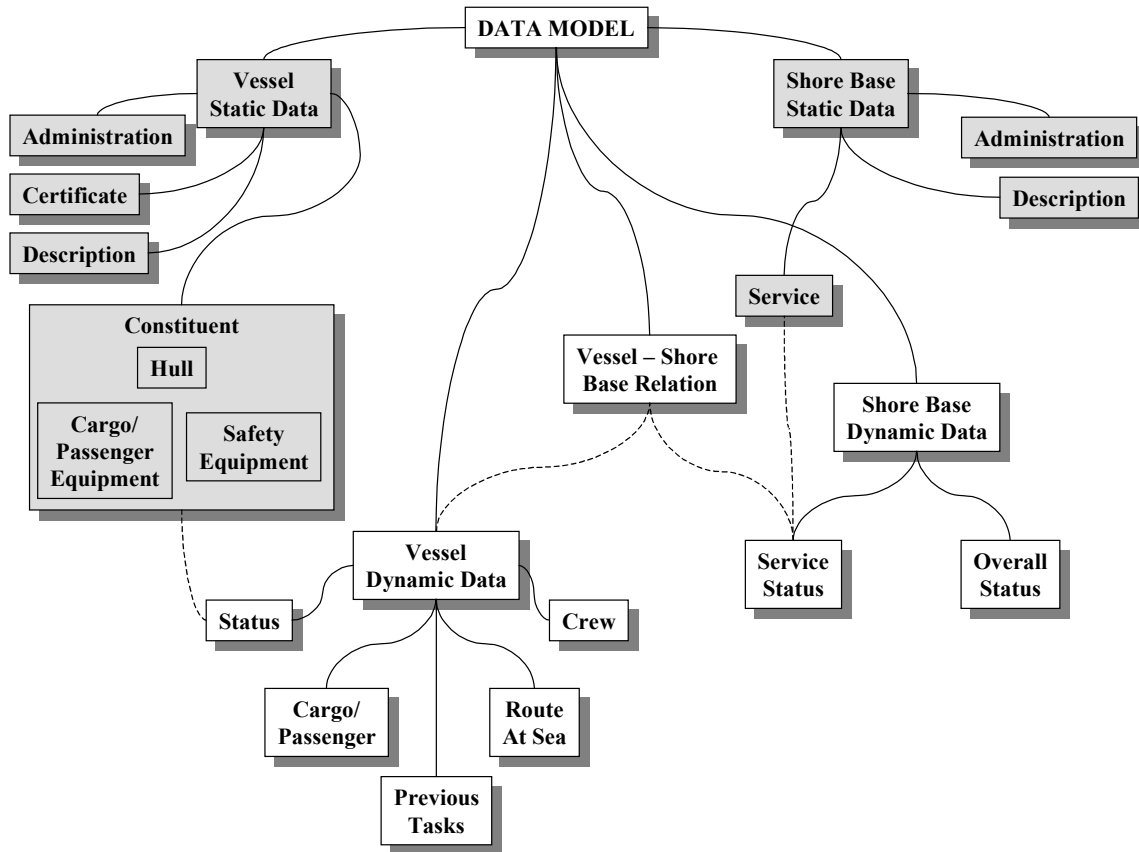 DATA MODEL
Vessel
Static Data
Shore Base
Static Data
Administration
Administration
Certificate
Description
Description
Service
Constituent
Hull
Cargo/
Passenger
Equipment
Safety
Equipment
Vessel – Shore
Base Relation
Shore Base
Dynamic Data
Vessel
Dynamic Data
Service
Status
Overall
Status
Status
Crew
Cargo/
Passenger
Route
At Sea
Previous
Tasks